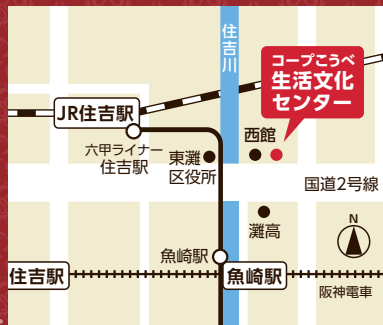 住吉川
コープこうべ
生活文化
センター
JR住吉駅
六甲ライナー
住吉駅
東灘
区役所
西館
国道2号線
灘高
N
魚崎駅
住吉駅
魚崎駅
阪神電車